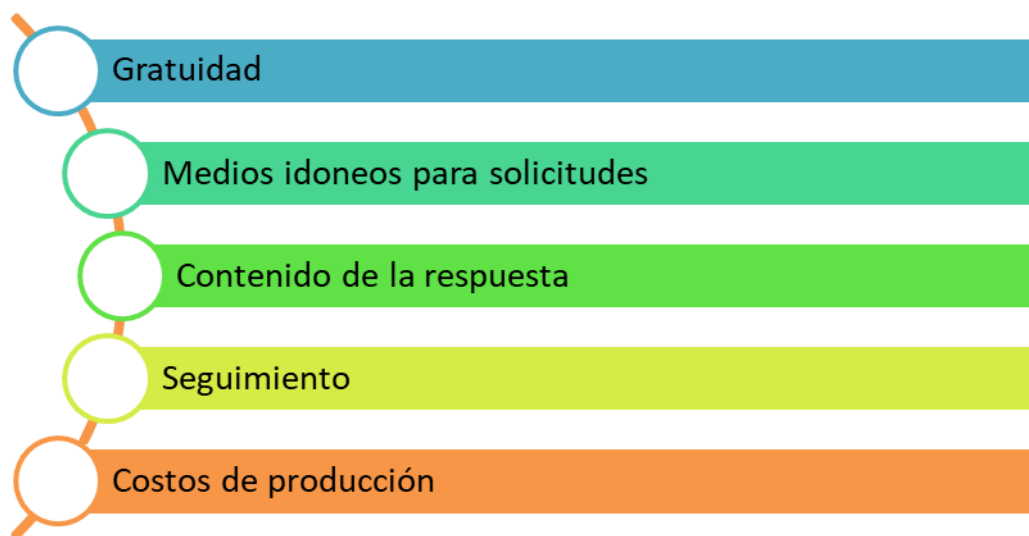 Gratuidad
Medios idoneos para solicitudes
Contenido de la respuesta
Seguimiento
Costos de producción